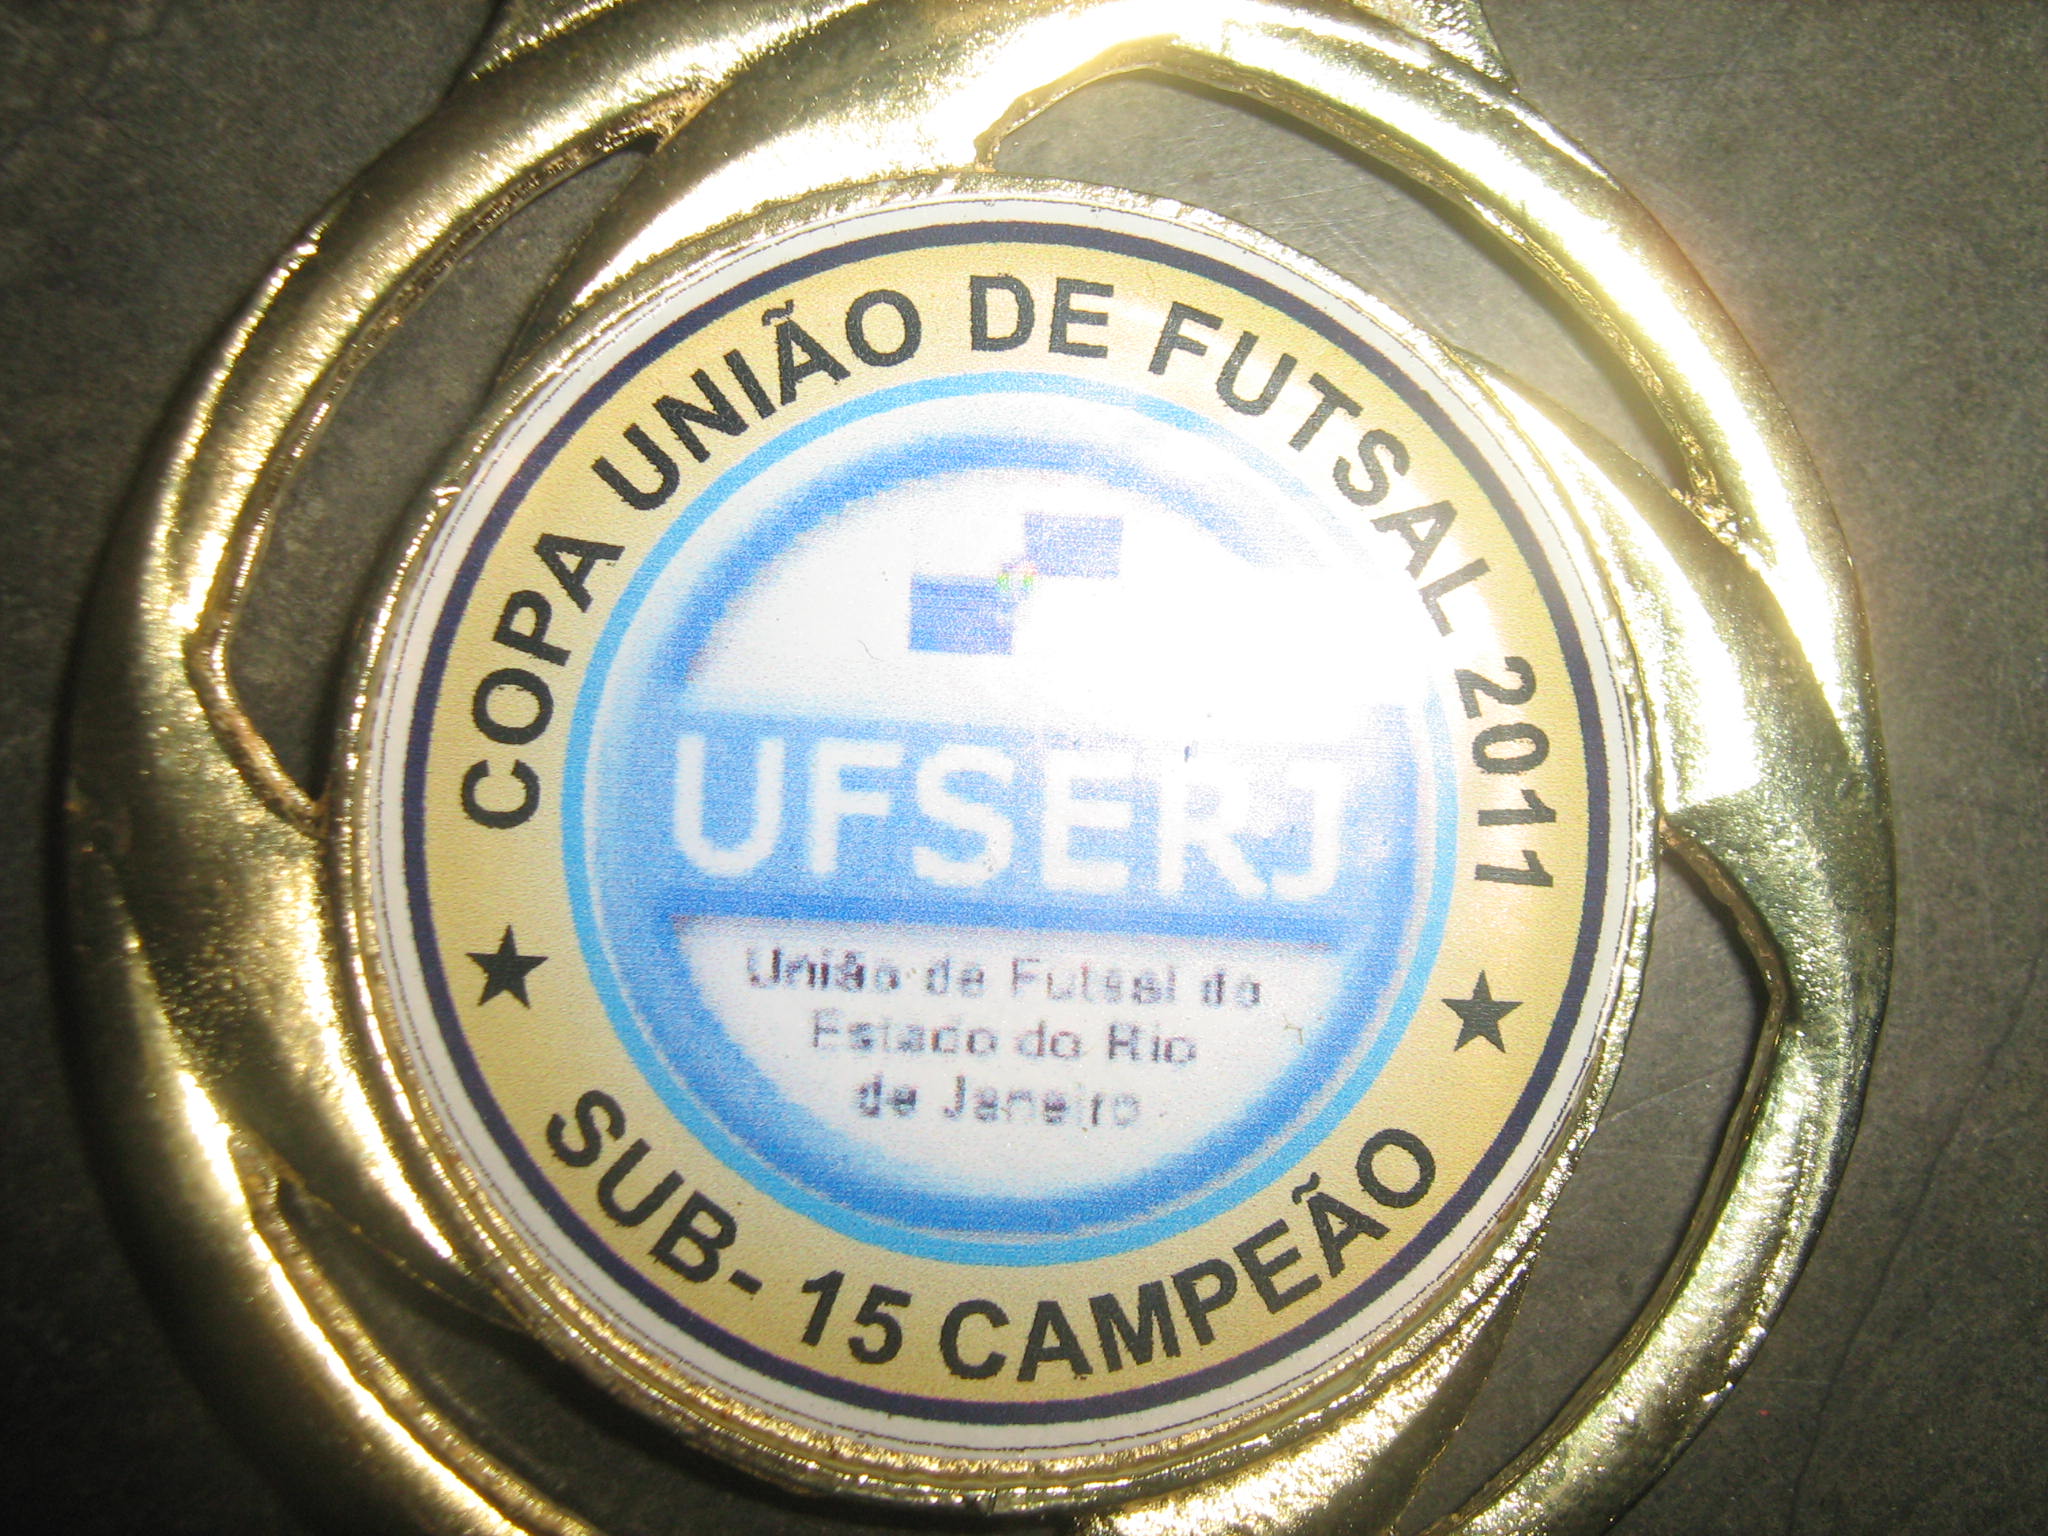 COPA UNIÃO DE FUTSAL 2011
UFSERJ
União de Futsal do
Estado do Rio
de Janeiro
SUB- 15 CAMPEÃO